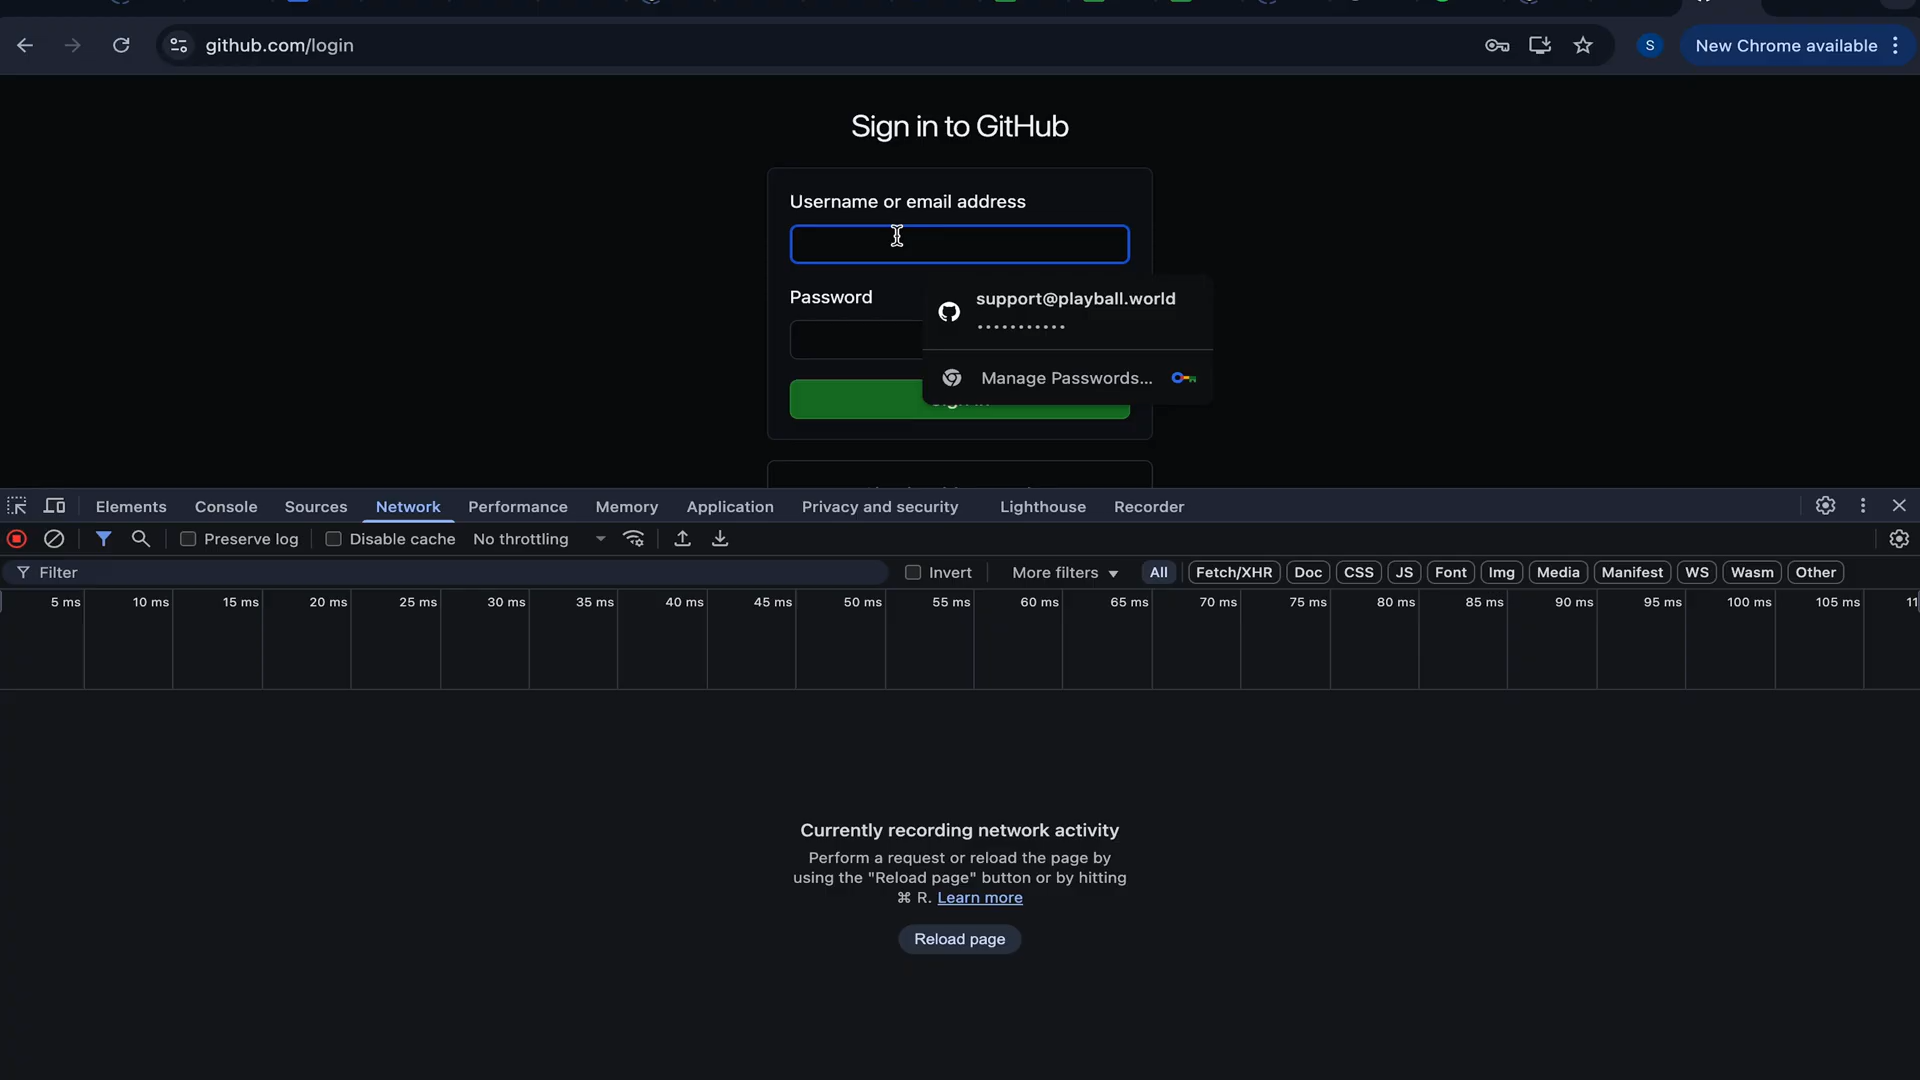 github.com/login
S
New Chrome available
Sign in to GitHub
Username or email address
Password
support@playball.world
•••••••••••
Manage Passwords...
Elements
Console
Sources
Network
Performance
Memory
Application
Privacy and security
Lighthouse
Recorder
Preserve log
Disable cache
No throttling
Filter
Invert
More filters
All
Fetch/XHR
Doc
CSS
JS
Font
Img
Media
Manifest
WS
Wasm
Other
5 ms
10 ms
15 ms
20 ms
25 ms
30 ms
35 ms
40 ms
45 ms
50 ms
55 ms
60 ms
65 ms
70 ms
75 ms
80 ms
85 ms
90 ms
95 ms
100 ms
105 ms
Currently recording network activity
Perform a request or reload the page by
using the "Reload page" button or by hitting
⌘ R. Learn more
Reload page